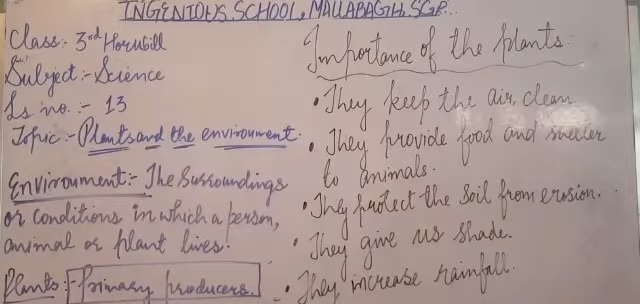 INGENIOUS SCHOOL, MALLABAGH, SGR...
Class:- 3rd Hornbill
Subject:- Science
Ls. no. :- 13
Topic:- Plants and the environment.
Environment:- The Surroundings
or conditions in which a person,
animal or plant lives.
Plants:- Primary producers
Importance of the plants.
• They keep the air, clean
• They provide food and shelter
to animals.
• They protect the soil from erosion.
• They give us shade.
• They increase rainfall.